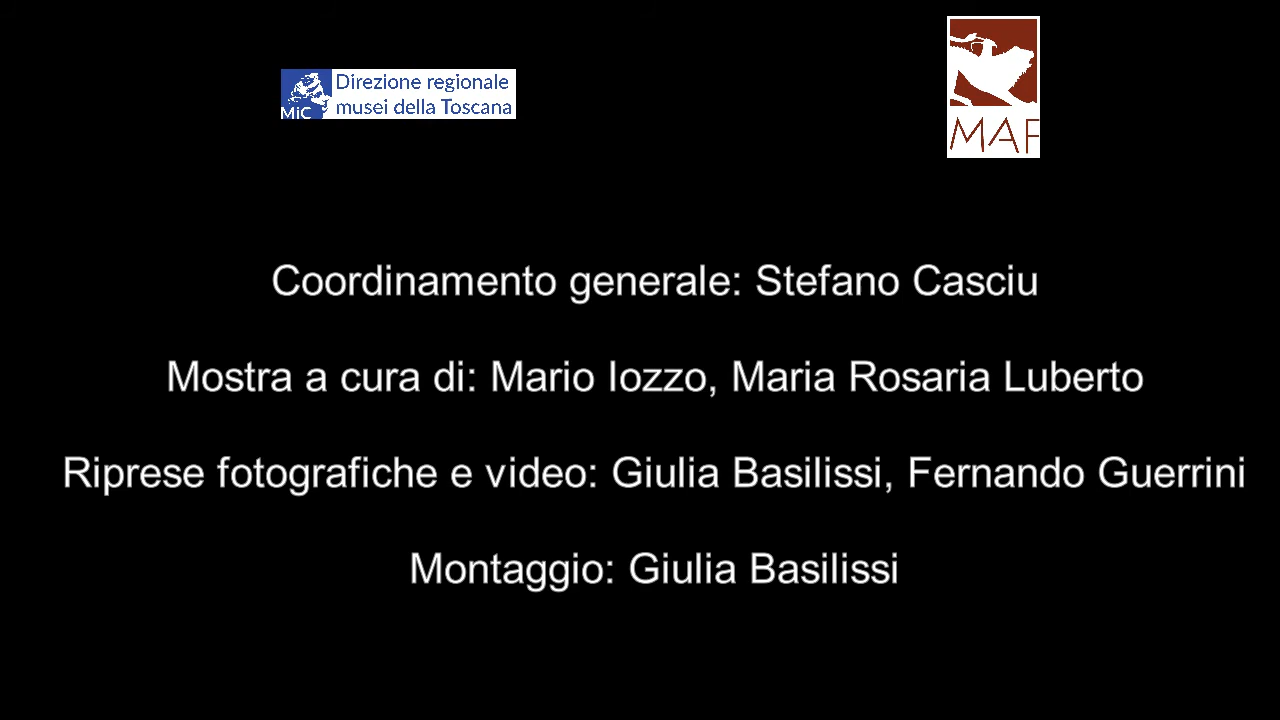 Direzione regionale
musei della Toscana
MiC
MAF
Coordinamento generale: Stefano Casciu
Mostra a cura di: Mario Iozzo, Maria Rosaria Luberto
Riprese fotografiche e video: Giulia Basilissi, Fernando Guerrini
Montaggio: Giulia Basilissi